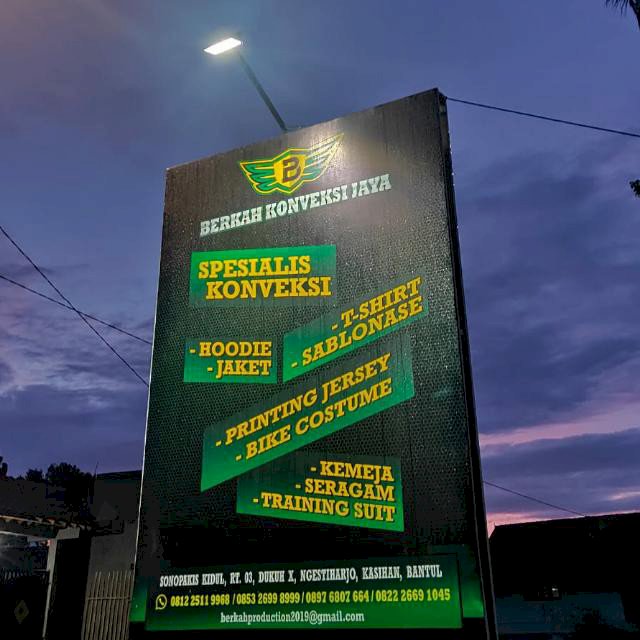 B
BERKAH KONVEKSI JAYA
SPESIALIS
KONVEKSI
- T-SHIRT
- SABLONASE
- HOODIE
- JAKET
- PRINTING JERSEY
- BIKE COSTUME
- KEMEJA
- SERAGAM
-TRAINING SUIT
SONOPAKIS KIDUL, RT. 03, DUKUH X, NGESTIHARJO, KASIHAN, BANTUL
0812 2511 9968 / 0853 2699 8999 / 0897 6807 664 / 0822 2669 1045
berkahproduction2019@gmail.com